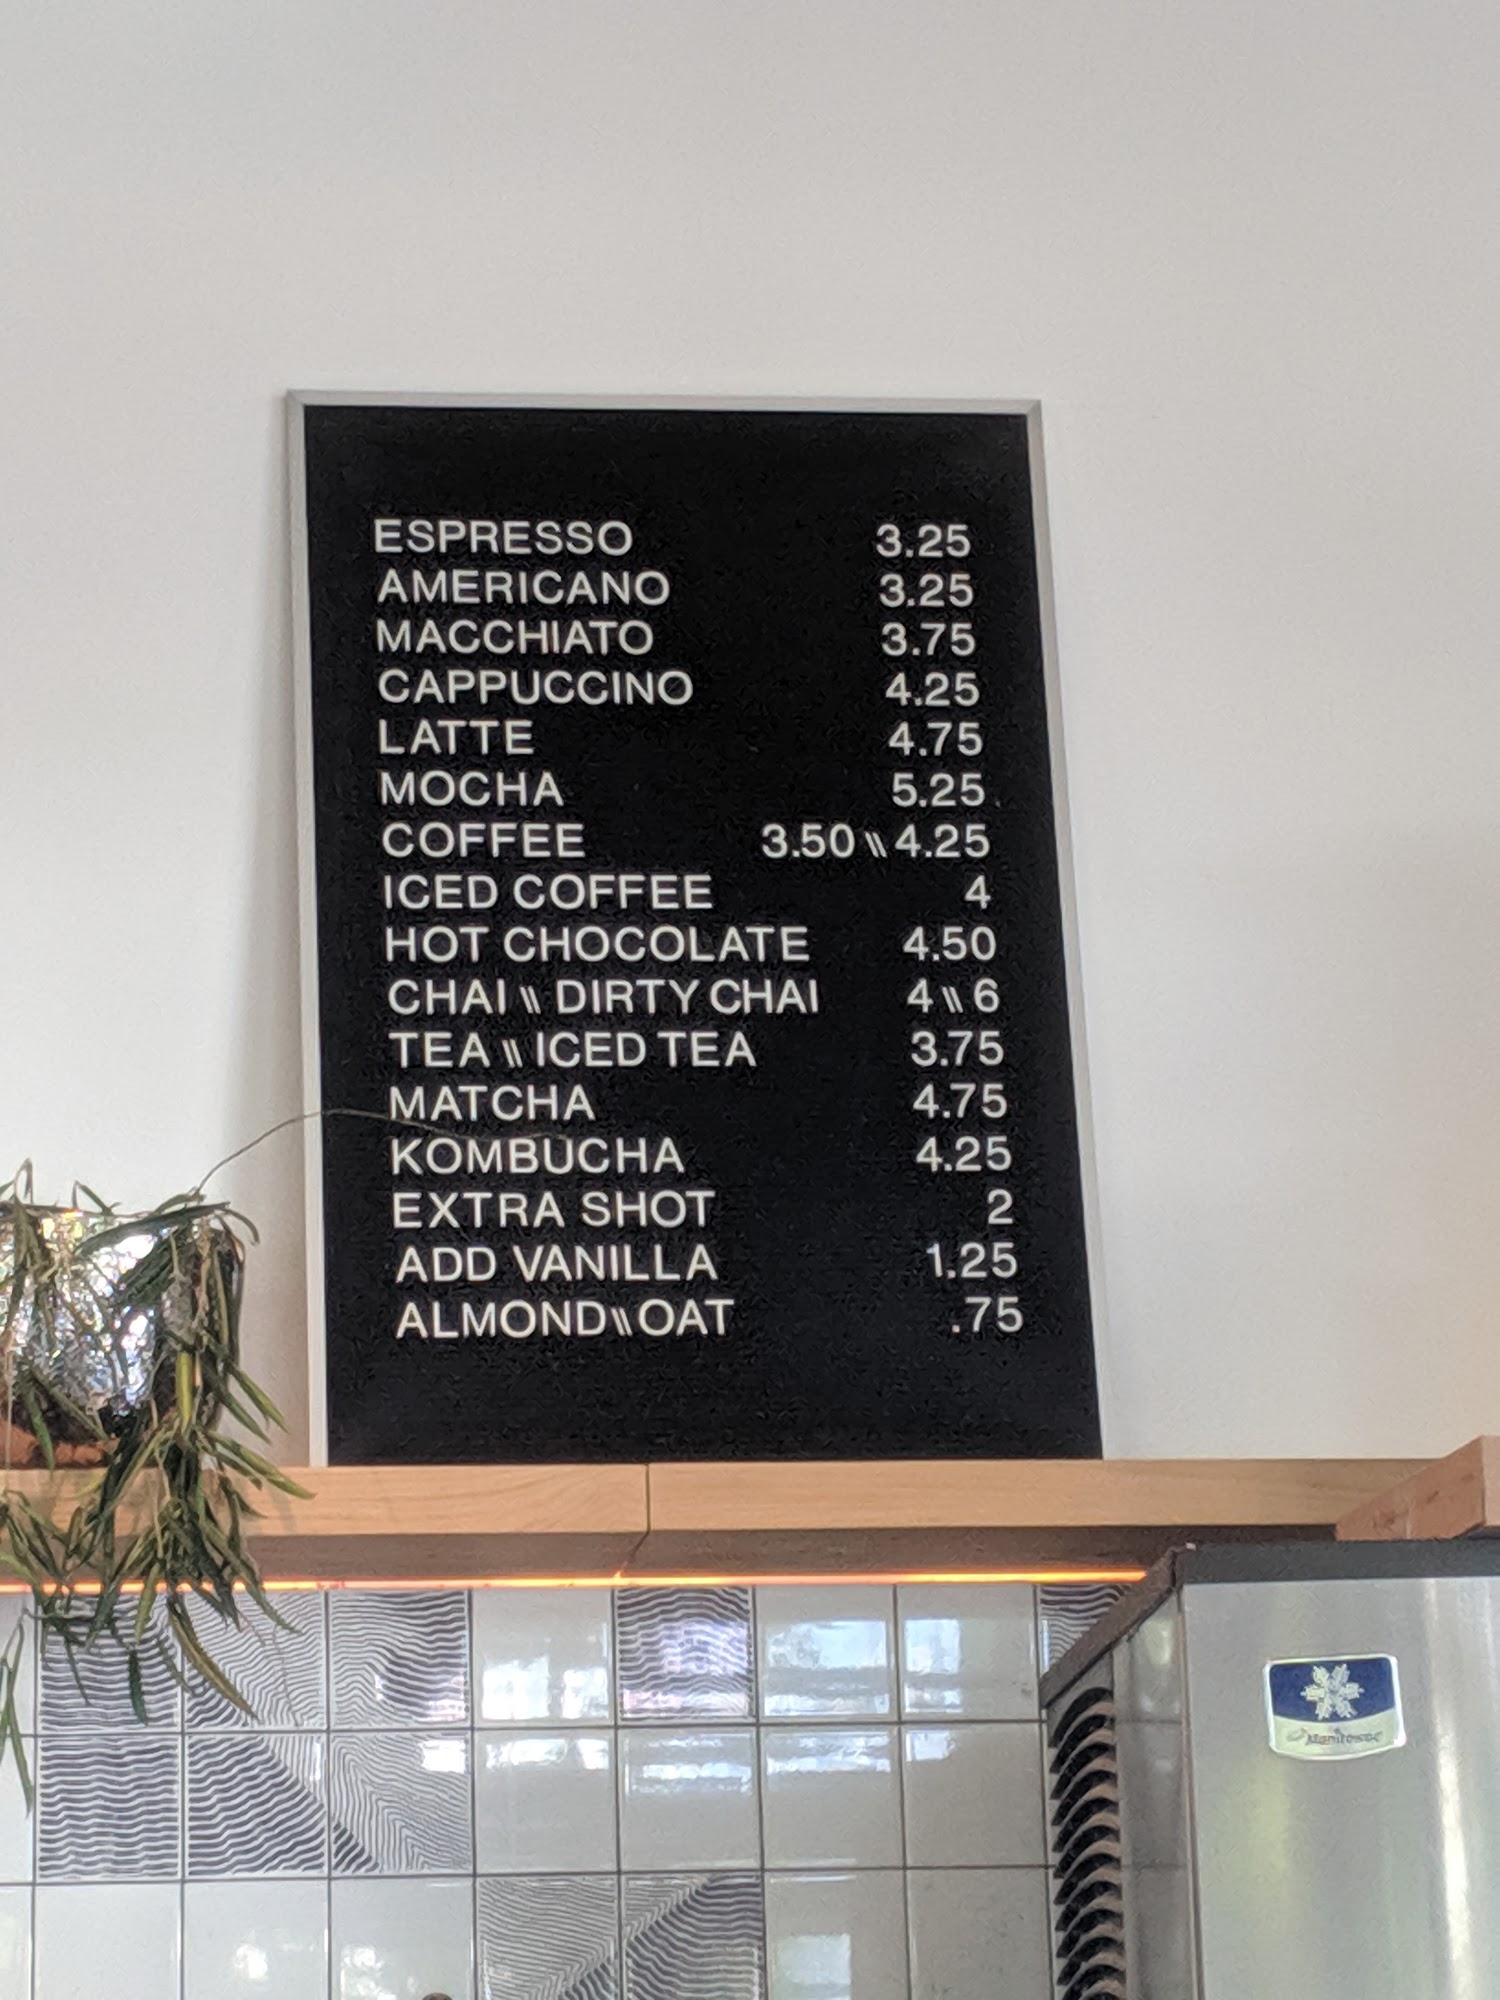 ESPRESSO 3.25
AMERICANO 3.25
MACCHIATO 3.75
CAPPUCCINO 4.25
LATTE 4.75
MOCHA 5.25
COFFEE 3.50 \\ 4.25
ICED COFFEE 4
HOT CHOCOLATE 4.50
CHAI \\ DIRTY CHAI 4 \\ 6
TEA \\ ICED TEA 3.75
MATCHA 4.75
KOMBUCHA 4.25
EXTRA SHOT 2
ADD VANILLA 1.25
ALMOND \\ OAT .75
Manitowoc